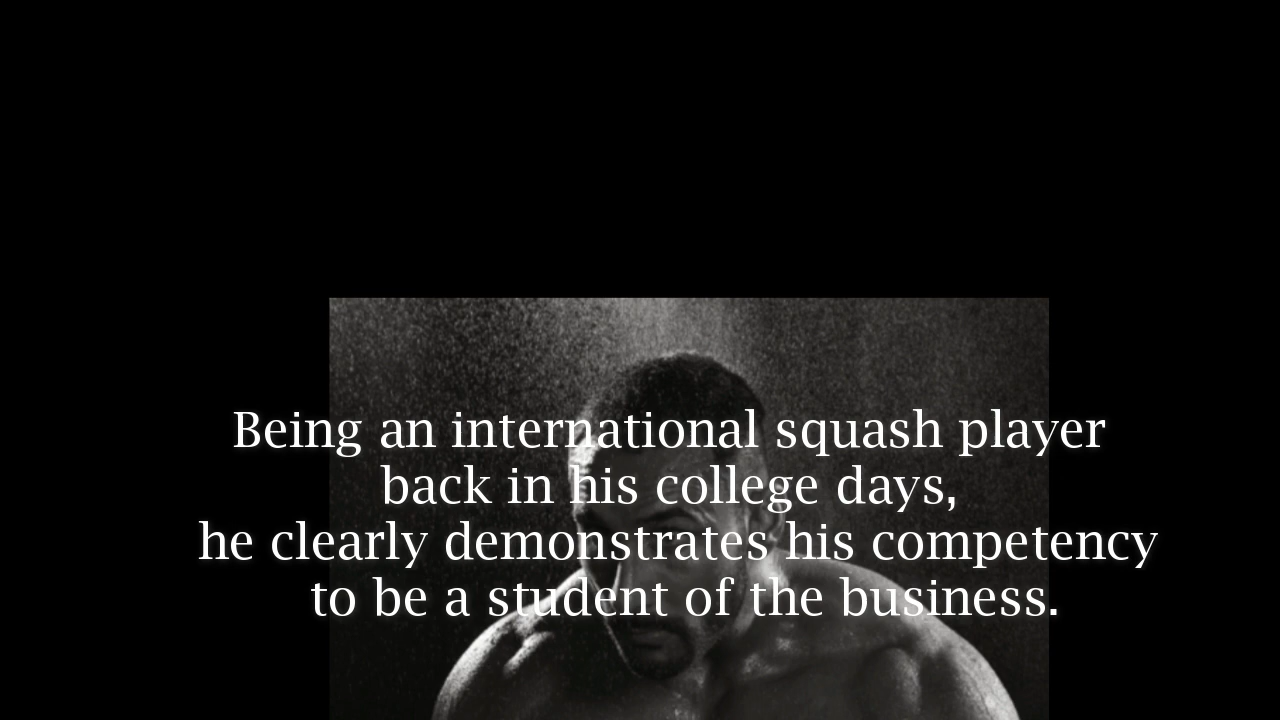 Being an international squash player
back in his college days,
he clearly demonstrates his competency
to be a student of the business.